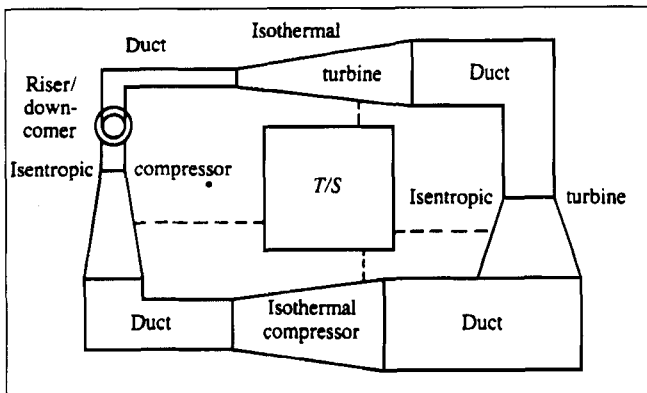 Isothermal
Duct
turbine
Duct
Riser/
down-
comer
Isentropic compressor
T/S
Isentropic turbine
Duct
Isothermal
compressor
Duct